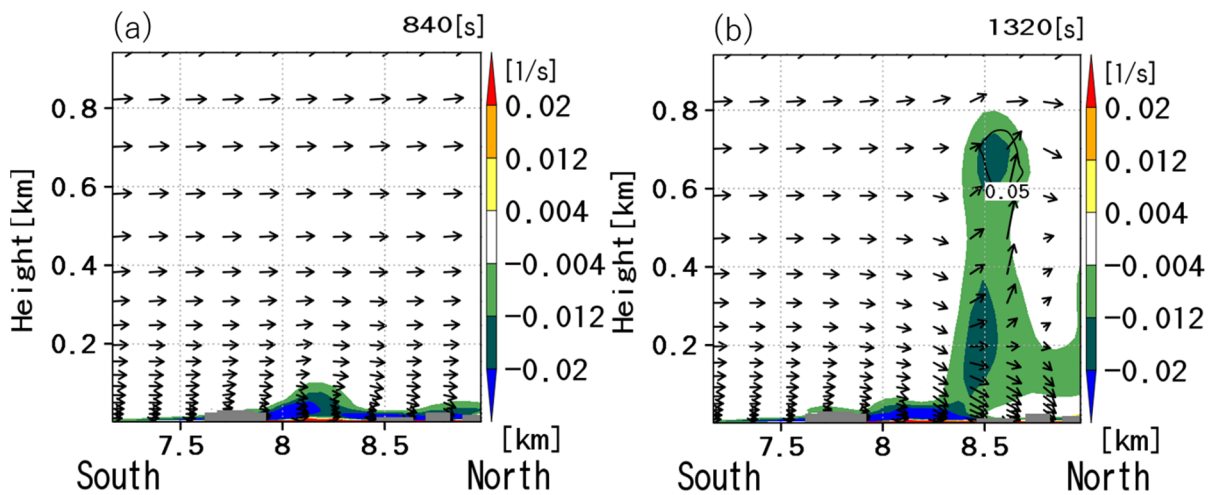 (a) 840[s]
[1/s]
0.8 0.02
0.012
0.6 0.004
0.4 -0.004
-0.012
0.2 -0.02
Height[km]
7.5 8 8.5 [km]
South North
(b) 1320[s]
[1/s]
0.8 0.02
0.012
0.6 0.05 0.004
0.4 -0.004
-0.012
0.2 -0.02
Height[km]
7.5 8 8.5 [km]
South North